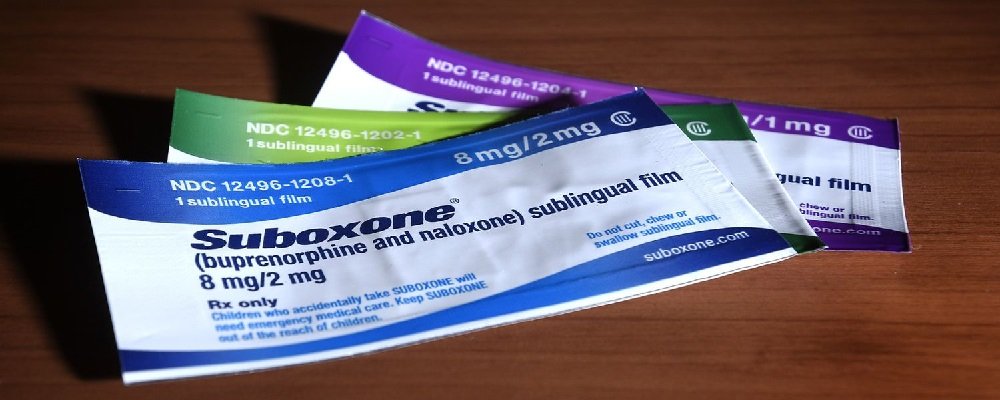 NDC 12496-1204-1
1 sublingual film
/1 mg
film
chew or
film.
suboxone.com
NDC 12496-1202-1
1 sublingual film
NDC 12496-1208-1
1 sublingual film
8 mg/2 mg
Suboxone®
(buprenorphine and naloxone) sublingual film
8 mg/2 mg
Rx only
Children who accidentally take SUBOXONE will
need emergency medical care. Keep SUBOXONE
out of the reach of children.
Do not cut, chew or
swallow sublingual film.
suboxone.com